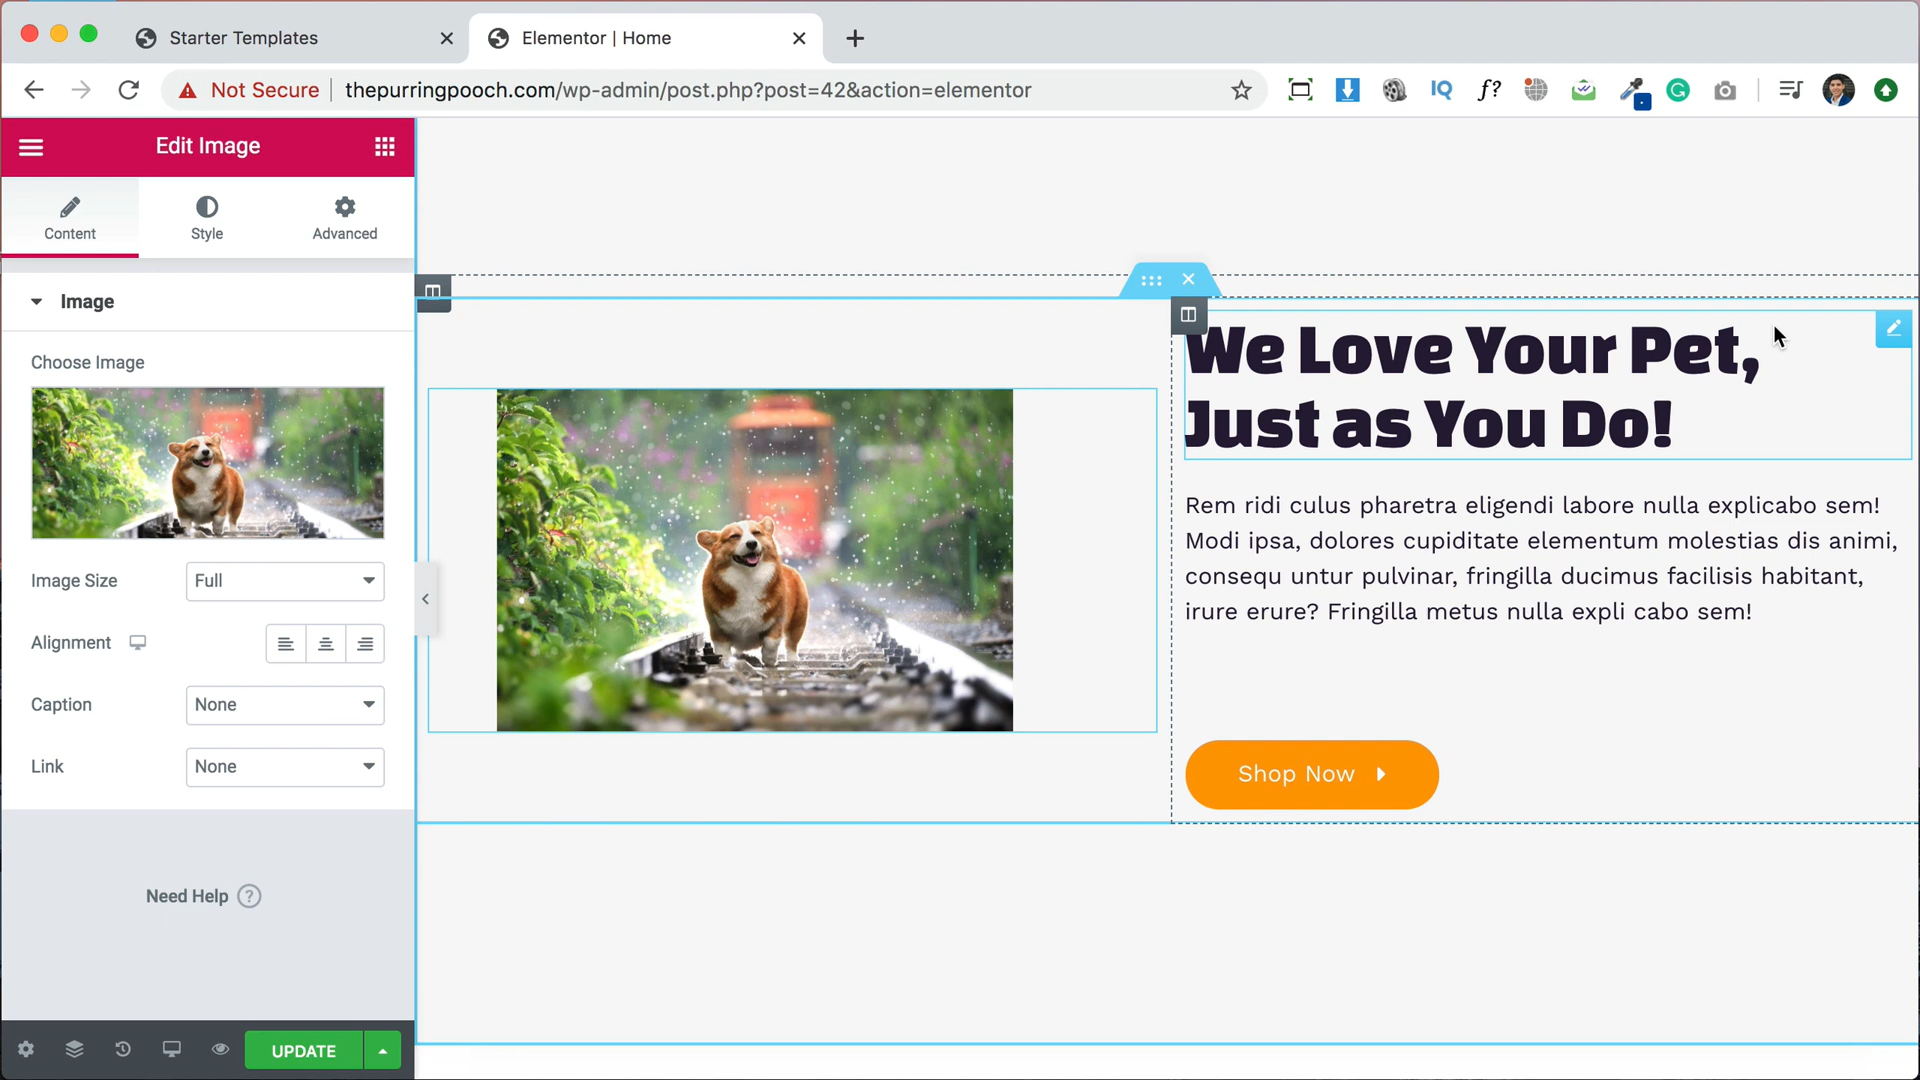 Starter Templates
Elementor | Home
Not Secure
thepurringpooch.com/wp-admin/post.php?post=42&action=elementor
IQ
f?
Edit Image
Content
Style
Advanced
Image
Choose Image
Image Size
Full
Alignment
Caption
None
Link
None
Need Help ?
UPDATE
We Love Your Pet,
Just as You Do!
Rem ridi culus pharetra eligendi labore nulla explicabo sem!
Modi ipsa, dolores cupiditate elementum molestias dis animi,
consequ untur pulvinar, fringilla ducimus facilisis habitant,
irure erure? Fringilla metus nulla expli cabo sem!
Shop Now